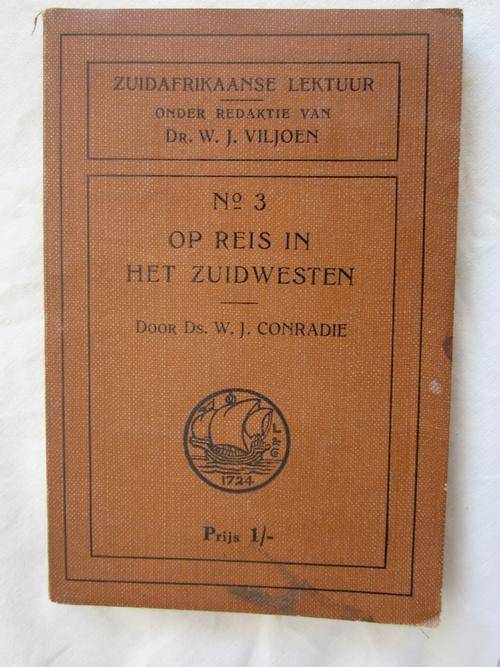 ZUIDAFRIKAANSE LEKTUUR
ONDER REDAKTIE VAN
DR. W. J. VILJOEN
Nº 3
OP REIS IN
HET ZUIDWESTEN
DOOR DS. W. J. CONRADIE
L&G
1724
Prijs 1/-